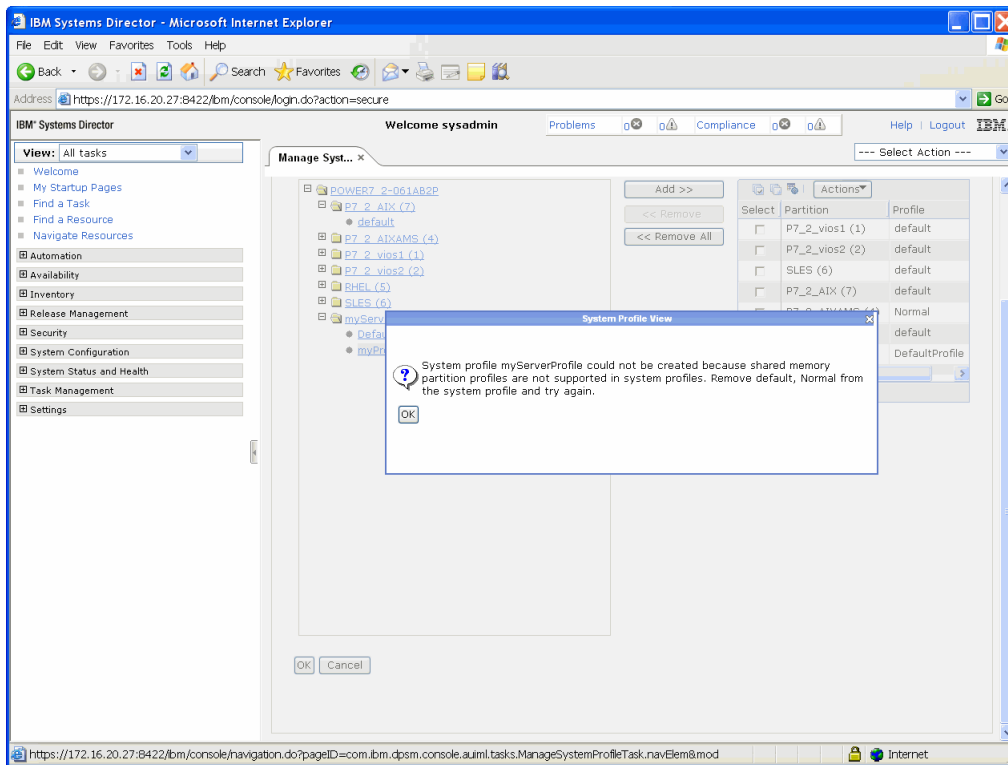 IBM Systems Director - Microsoft Internet Explorer
File Edit View Favorites Tools Help
Back Search Favorites
Address https://172.16.20.27:8422/ibm/console/login.do?action=secure Go
IBM® Systems Director Welcome sysadmin Problems 0 0 Compliance 0 0 Help Logout IBM.
View: All tasks
Manage Syst... × --- Select Action ---
Welcome
My Startup Pages
Find a Task
Find a Resource
Navigate Resources
Automation
Availability
Inventory
Release Management
Security
System Configuration
System Status and Health
Task Management
Settings
POWER7_2-061AB2P
P7_2_AIX (7)
default
P7_2_AIXAMS (4)
P7_2_vios1 (1)
P7_2_vios2 (2)
RHEL (5)
SLES (6)
myServ
Defau
myPr
Add >>
<< Remove
<< Remove All
Actions
Select Partition Profile
P7_2_vios1 (1) default
P7_2_vios2 (2) default
SLES (6) default
P7_2_AIX (7) default
P7_2_AIXAMS (4) Normal
default
DefaultProfile
System Profile View
System profile myServerProfile could not be created because shared memory
partition profiles are not supported in system profiles. Remove default, Normal from
the system profile and try again.
OK
OK Cancel
https://172.16.20.27:8422/ibm/console/navigation.do?pageID=com.ibm.dpsm.console.auiml.tasks.ManageSystemProfileTask.navElem&mod Internet